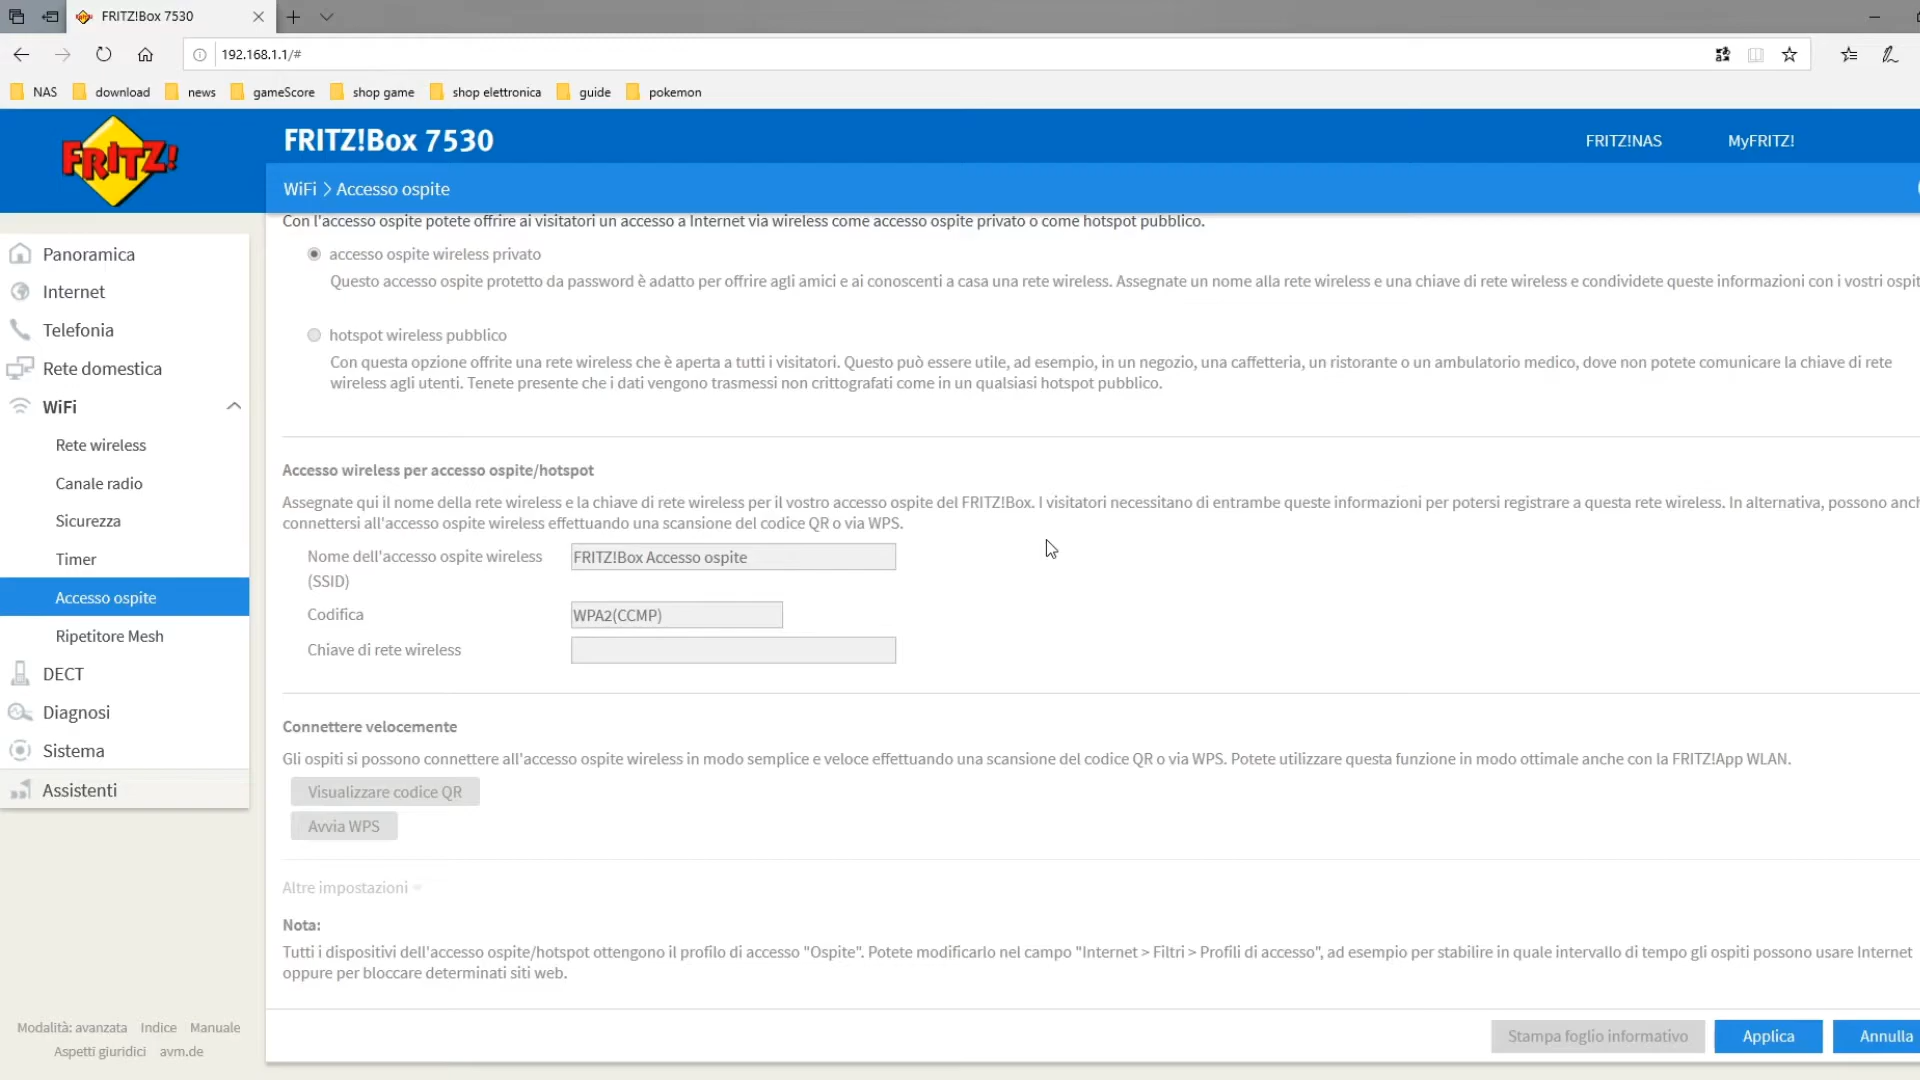 FRITZ!Box 7530
192.168.1.1/#
NAS download news gameScore shop game shop elettronica guide pokemon
FRITZ!
FRITZ!Box 7530
FRITZ!NAS MyFRITZ!
WiFi > Accesso ospite
Panoramica
Internet
Telefonia
Rete domestica
WiFi
Rete wireless
Canale radio
Sicurezza
Timer
Accesso ospite
Ripetitore Mesh
DECT
Diagnosi
Sistema
Assistenti
Modalità: avanzata Indice Manuale
Aspetti giuridici avm.de
Con l'accesso ospite potete offrire ai visitatori un accesso a Internet via wireless come accesso ospite privato o come hotspot pubblico.
accesso ospite wireless privato
Questo accesso ospite protetto da password è adatto per offrire agli amici e ai conoscenti a casa una rete wireless. Assegnate un nome alla rete wireless e una chiave di rete wireless e condividete queste informazioni con i vostri ospit
hotspot wireless pubblico
Con questa opzione offrite una rete wireless che è aperta a tutti i visitatori. Questo può essere utile, ad esempio, in un negozio, una caffetteria, un ristorante o un ambulatorio medico, dove non potete comunicare la chiave di rete
wireless agli utenti. Tenete presente che i dati vengono trasmessi non crittografati come in un qualsiasi hotspot pubblico.
Accesso wireless per accesso ospite/hotspot
Assegnate qui il nome della rete wireless e la chiave di rete wireless per il vostro accesso ospite del FRITZ!Box. I visitatori necessitano di entrambe queste informazioni per potersi registrare a questa rete wireless. In alternativa, possono anch
connettersi all'accesso ospite wireless effettuando una scansione del codice QR o via WPS.
Nome dell'accesso ospite wireless FRITZ!Box Accesso ospite
(SSID)
Codifica WPA2(CCMP)
Chiave di rete wireless
Connettere velocemente
Gli ospiti si possono connettere all'accesso ospite wireless in modo semplice e veloce effettuando una scansione del codice QR o via WPS. Potete utilizzare questa funzione in modo ottimale anche con la FRITZ!App WLAN.
Visualizzare codice QR
Avvia WPS
Altre impostazioni
Nota:
Tutti i dispositivi dell'accesso ospite/hotspot ottengono il profilo di accesso "Ospite". Potete modificarlo nel campo "Internet > Filtri > Profili di accesso", ad esempio per stabilire in quale intervallo di tempo gli ospiti possono usare Internet
oppure per bloccare determinati siti web.
Stampa foglio informativo Applica Annulla